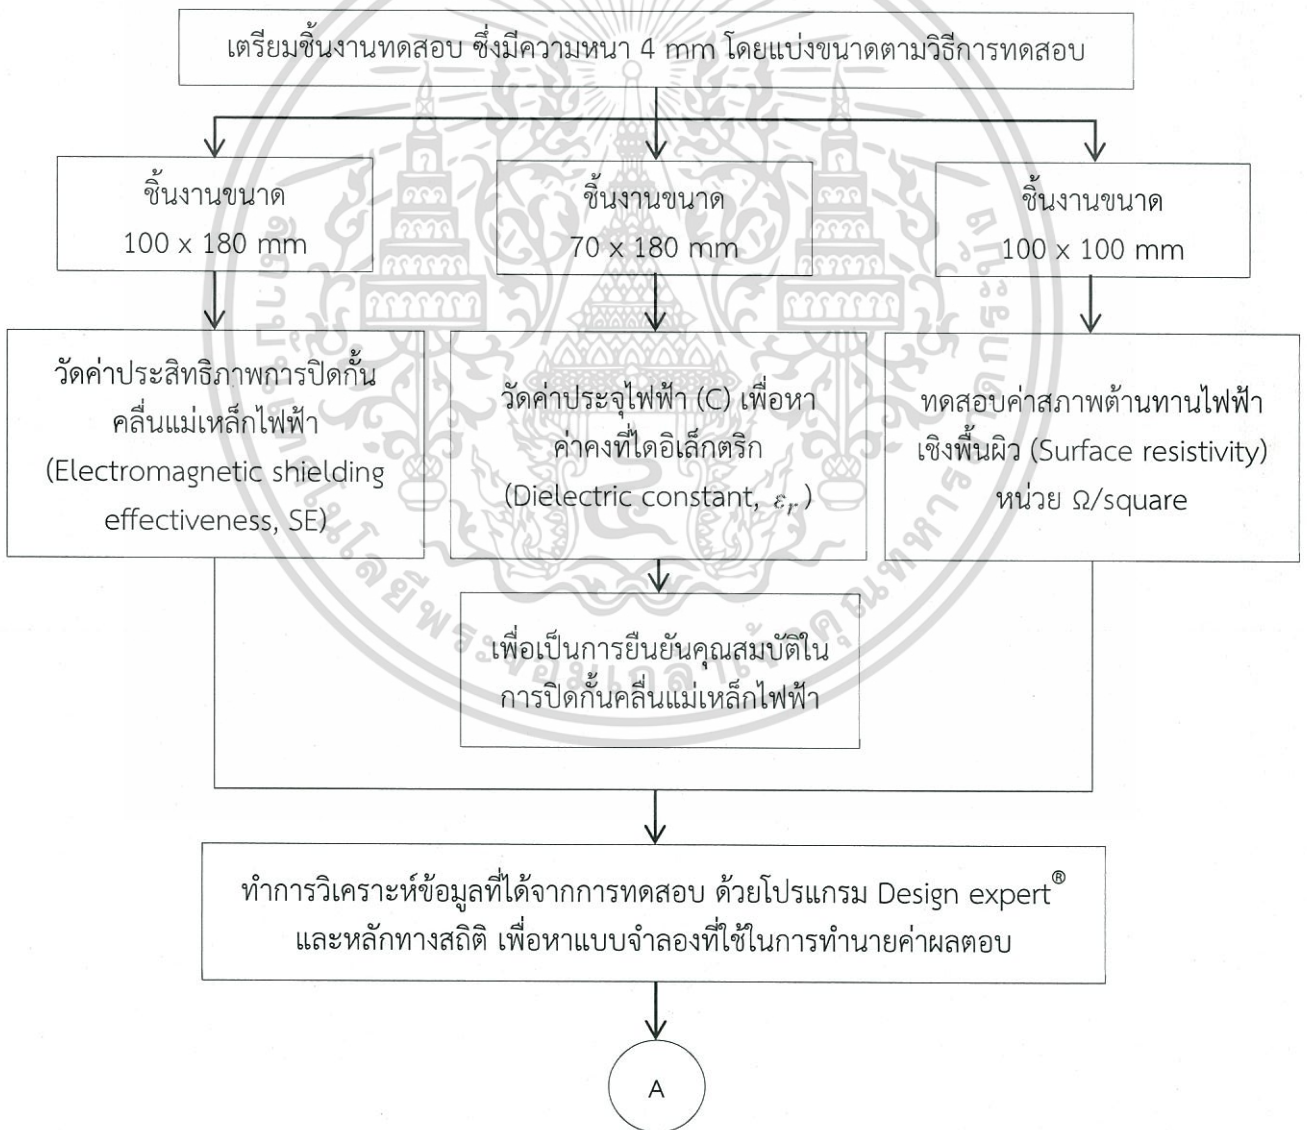 เตรียมชิ้นงานทดสอบ ซึ่งมีความหนา 4 mm โดยแบ่งขนาดตามวิธีการทดสอบ
ชิ้นงานขนาด
100 x 180 mm
ชิ้นงานขนาด
70 x 180 mm
ชิ้นงานขนาด
100 x 100 mm
วัดค่าประสิทธิภาพการปิดกั้น
คลื่นแม่เหล็กไฟฟ้า
(Electromagnetic shielding
effectiveness, SE)
วัดค่าประจุไฟฟ้า (C) เพื่อหา
ค่าคงที่ไดอิเล็กตริก
(Dielectric constant, εᵣ)
ทดสอบค่าสภาพต้านทานไฟฟ้า
เชิงพื้นผิว (Surface resistivity)
หน่วย Ω/square
เพื่อเป็นการยืนยันคุณสมบัติใน
การปิดกั้นคลื่นแม่เหล็กไฟฟ้า
ทำการวิเคราะห์ข้อมูลที่ได้จากการทดสอบ ด้วยโปรแกรม Design expert®
และหลักทางสถิติ เพื่อหาแบบจำลองที่ใช้ในการทำนายค่าผลตอบ
A